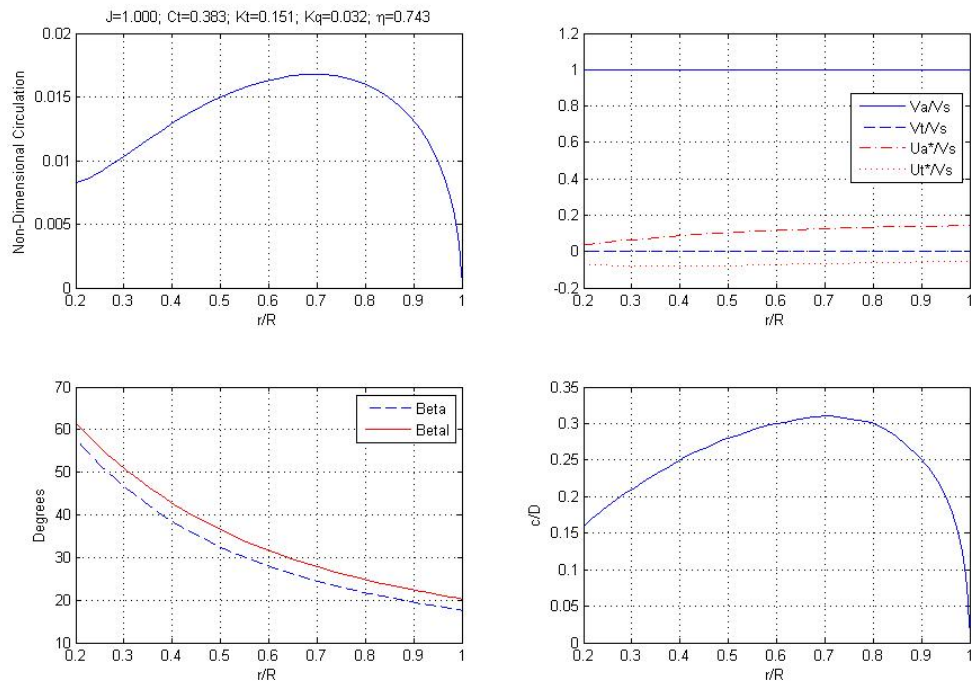 J=1.000; Ct=0.383; Kt=0.151; Kq=0.032; η=0.743
Non-Dimensional Circulation
0.02
0.015
0.01
0.005
0
0.2 0.3 0.4 0.5 0.6 0.7 0.8 0.9 1
r/R
1.2
1
0.8
0.6
0.4
0.2
0
-0.2
Va/Vs
Vt/Vs
Ua*/Vs
Ut*/Vs
0.2 0.3 0.4 0.5 0.6 0.7 0.8 0.9 1
r/R
Degrees
70
60
50
40
30
20
10
Beta
BetaI
0.2 0.3 0.4 0.5 0.6 0.7 0.8 0.9 1
r/R
c/D
0.35
0.3
0.25
0.2
0.15
0.1
0.05
0
0.2 0.3 0.4 0.5 0.6 0.7 0.8 0.9 1
r/R